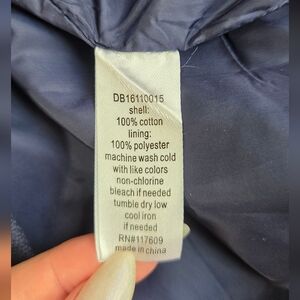 DB16110015
shell:
100% cotton
lining:
100% polyester
machine wash cold
with like colors
non-chlorine
bleach if needed
tumble dry low
cool iron
if needed
RN#117609
made in china